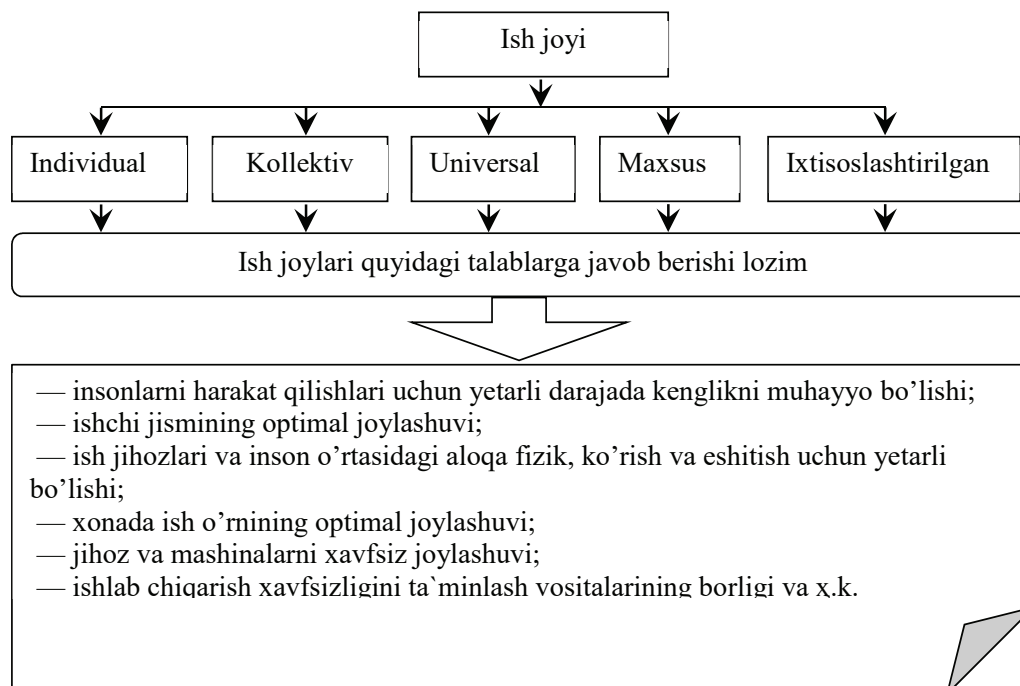 Ish joyi
Individual
Kollektiv
Universal
Maxsus
Ixtisoslashtirilgan
Ish joylari quyidagi talablarga javob berishi lozim
— insonlarni harakat qilishlari uchun yetarli darajada kenglikni muhayyo bo’lishi;
— ishchi jismining optimal joylashuvi;
— ish jihozlari va inson o’rtasidagi aloqa fizik, ko’rish va eshitish uchun yetarli
bo’lishi;
— xonada ish o’rnining optimal joylashuvi;
— jihoz va mashinalarni xavfsiz joylashuvi;
— ishlab chiqarish xavfsizligini ta`minlash vositalarining borligi va ҳ.k.